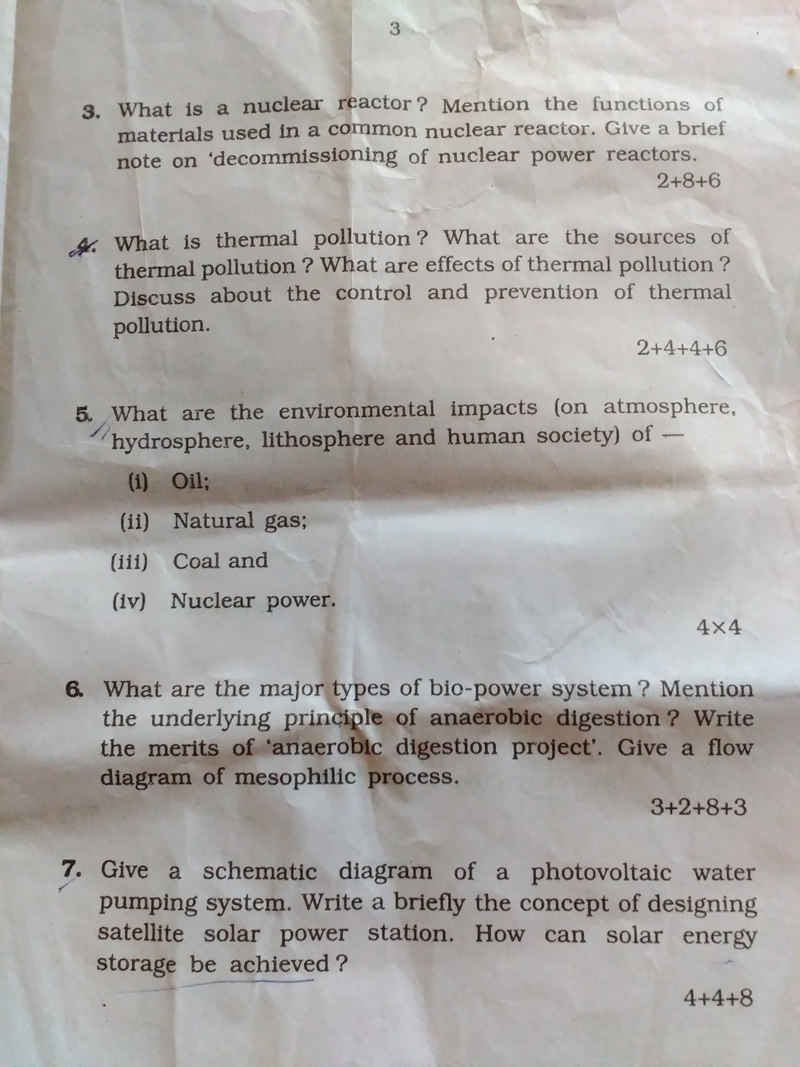 3
3. What is a nuclear reactor ? Mention the functions of
materials used in a common nuclear reactor. Give a brief
note on ‘decommissioning of nuclear power reactors.
2+8+6
4. What is thermal pollution ? What are the sources of
thermal pollution ? What are effects of thermal pollution ?
Discuss about the control and prevention of thermal
pollution.
2+4+4+6
5. What are the environmental impacts (on atmosphere,
hydrosphere, lithosphere and human society) of —
(i) Oil;
(ii) Natural gas;
(iii) Coal and
(iv) Nuclear power.
4×4
6. What are the major types of bio-power system ? Mention
the underlying principle of anaerobic digestion ? Write
the merits of ‘anaerobic digestion project’. Give a flow
diagram of mesophilic process.
3+2+8+3
7. Give a schematic diagram of a photovoltaic water
pumping system. Write a briefly the concept of designing
satellite solar power station. How can solar energy
storage be achieved ?
4+4+8